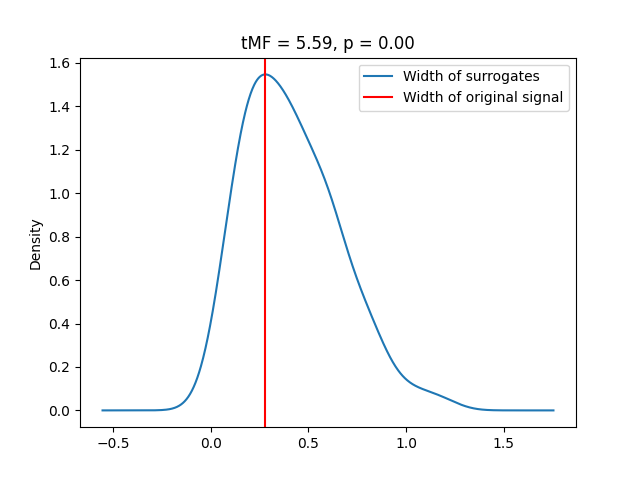 tMF = 5.59, p = 0.00
Width of surrogates
Width of original signal
Density
1.6
1.4
1.2
1.0
0.8
0.6
0.4
0.2
0.0
−0.5 0.0 0.5 1.0 1.5